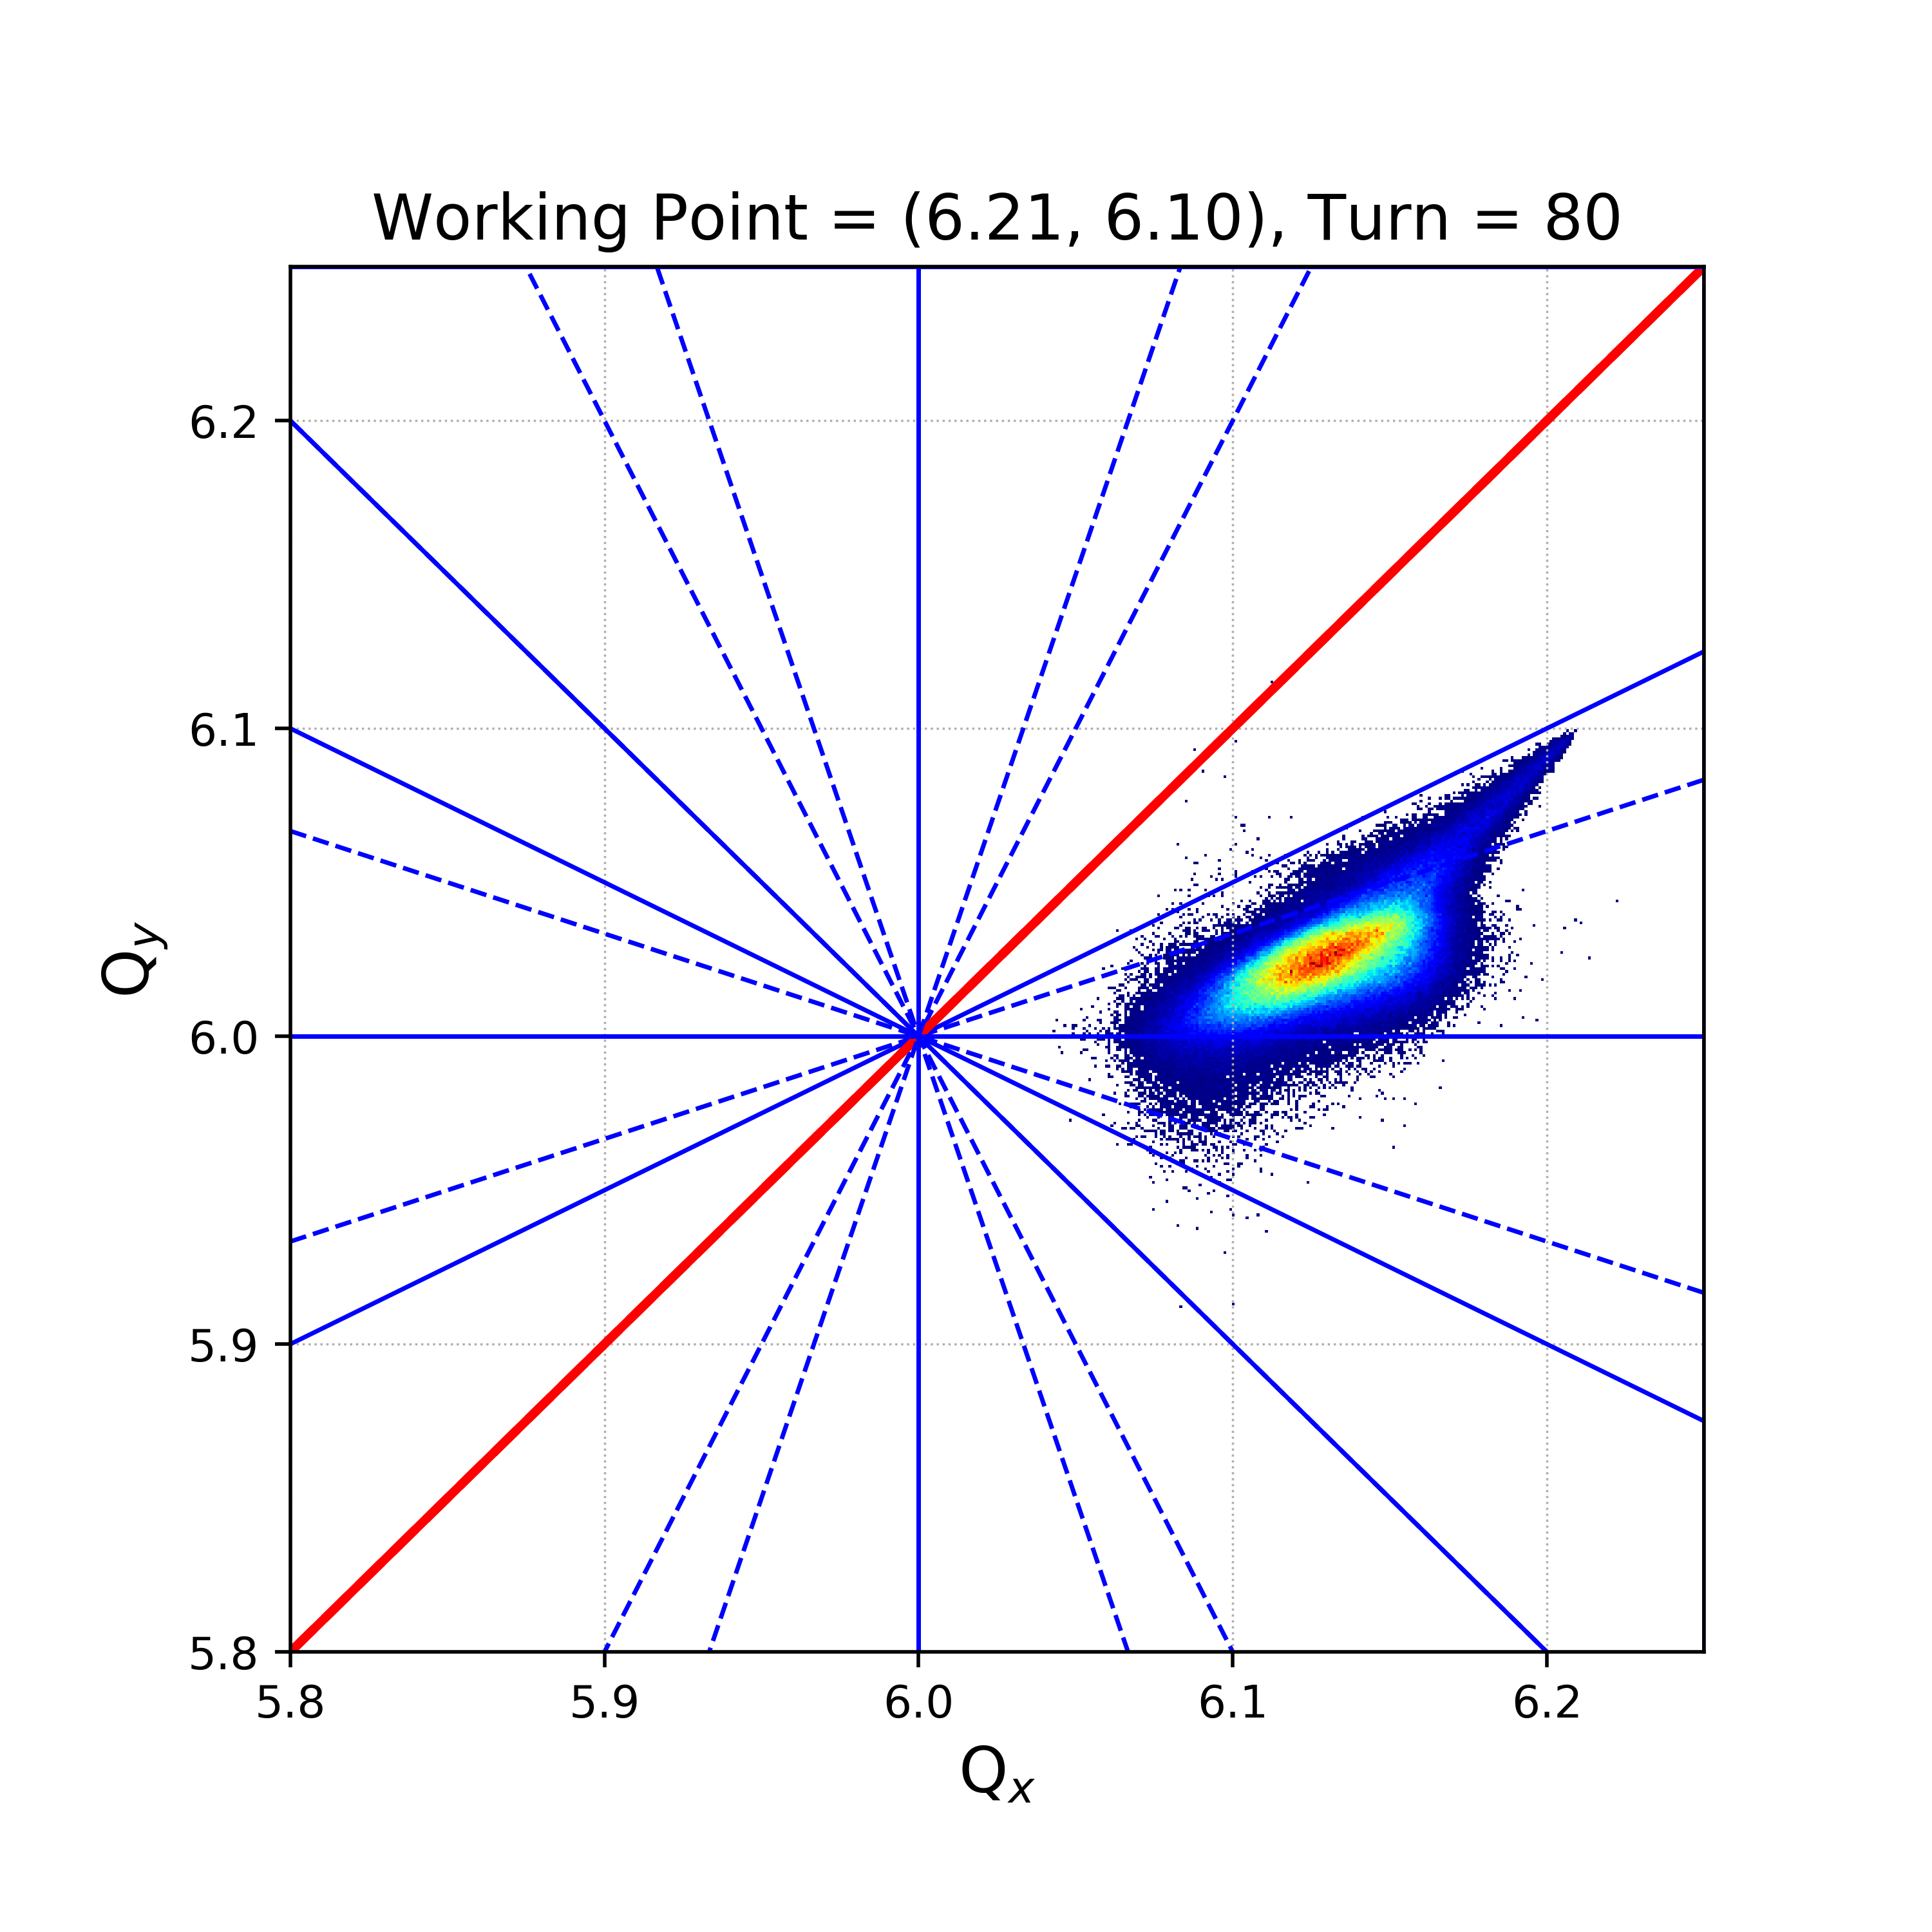 Working Point = (6.21, 6.10), Turn = 80
6.2
6.1
6.0
5.9
5.8
Qy
5.8 5.9 6.0 6.1 6.2
Qx